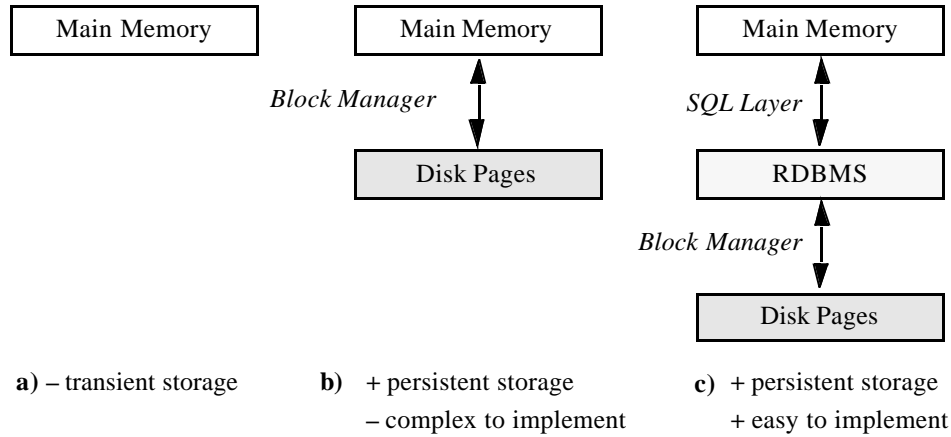 Main Memory
Main Memory
Main Memory
Block Manager
SQL Layer
Disk Pages
RDBMS
Block Manager
Disk Pages
a) – transient storage
b) + persistent storage
– complex to implement
c) + persistent storage
+ easy to implement